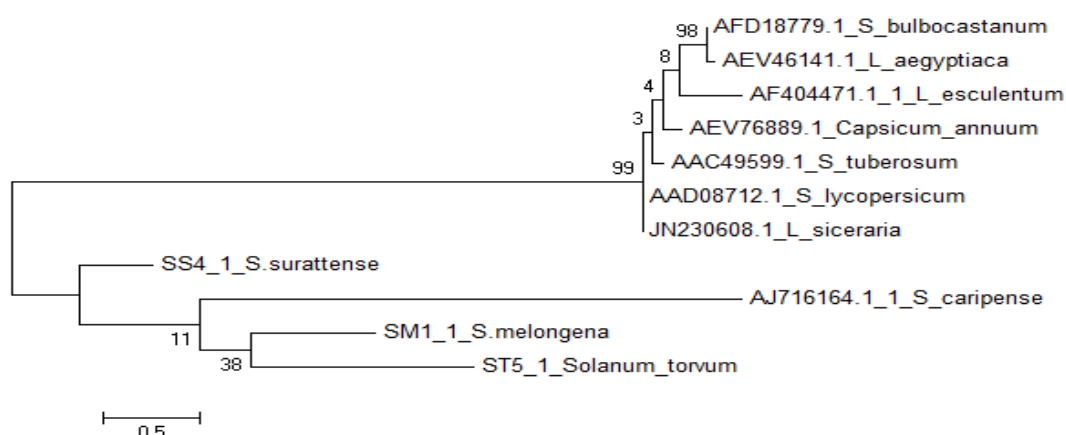 98
AFD18779.1_S_bulbocastanum
8
AEV46141.1_L_aegyptiaca
4
AF404471.1_1_L_esculentum
3
AEV76889.1_Capsicum_annuum
99
AAC49599.1_S_tuberosum
AAD08712.1_S_lycopersicum
JN230608.1_L_siceraria
SS4_1_S.surattense
AJ716164.1_1_S_caripense
11
SM1_1_S.melongena
38
ST5_1_Solanum_torvum
0.5